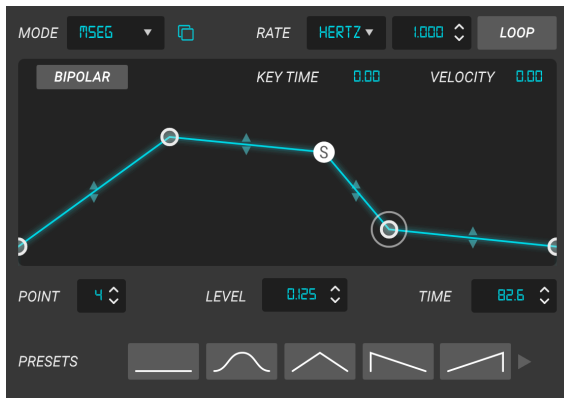 MODE MSEG RATE HERTZ 1.000 LOOP
BIPOLAR KEY TIME 0.00 VELOCITY 0.00
S
POINT 4 LEVEL 0.125 TIME 82.6
PRESETS